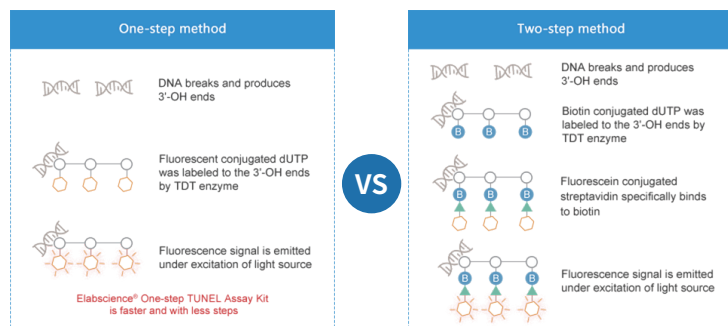 One-step method
DNA breaks and produces
3'-OH ends
Fluorescent conjugated dUTP
was labeled to the 3'-OH ends
by TDT enzyme
Fluorescence signal is emitted
under excitation of light source
Elabscience® One-step TUNEL Assay Kit
is faster and with less steps
VS
Two-step method
DNA breaks and produces
3'-OH ends
Biotin conjugated dUTP was
labeled to the 3'-OH ends by
TDT enzyme
B B B
Fluorescein conjugated
streptavidin specifically binds
to biotin
B B B
Fluorescence signal is emitted
under excitation of light source
B B B